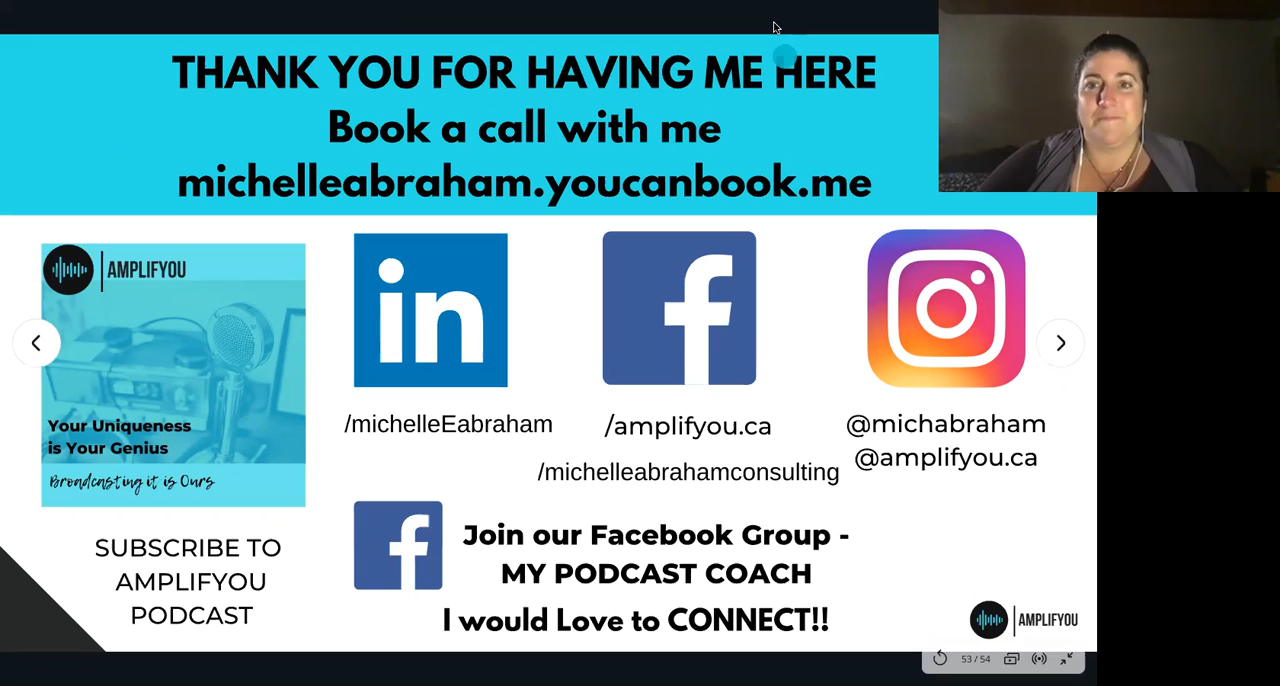 THANK YOU FOR HAVING ME HERE
Book a call with me
michelleabraham.youcanbook.me
AMPLIFYOU
Your Uniqueness
is Your Genius
Broadcasting it is Ours
SUBSCRIBE TO
AMPLIFYOU
PODCAST
in
/michelleEabraham
f
/amplifyou.ca
/michelleabrahamconsulting
@michabraham
@amplifyou.ca
f
Join our Facebook Group -
MY PODCAST COACH
I would Love to CONNECT!!
AMPLIFYOU
53 / 54